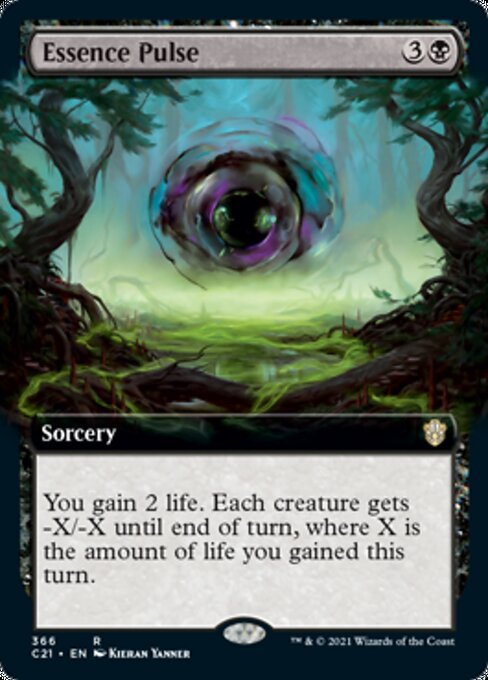 Essence Pulse 3
Sorcery
You gain 2 life. Each creature gets
-X/-X until end of turn, where X is
the amount of life you gained this
turn.
366 R
C21 • EN Kieran Yanner
™ & © 2021 Wizards of the Coast